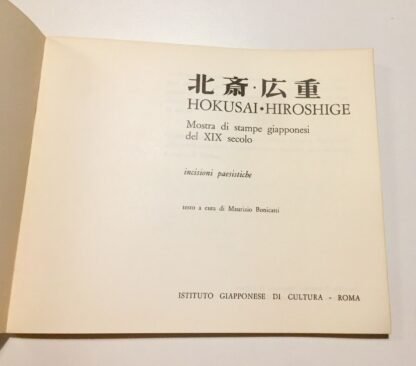 北斎·広重
HOKUSAI•HIROSHIGE
Mostra di stampe giapponesi
del XIX secolo
incisioni paesistiche
testo a cura di Maurizio Bonicatti
ISTITUTO GIAPPONESE DI CULTURA - ROMA